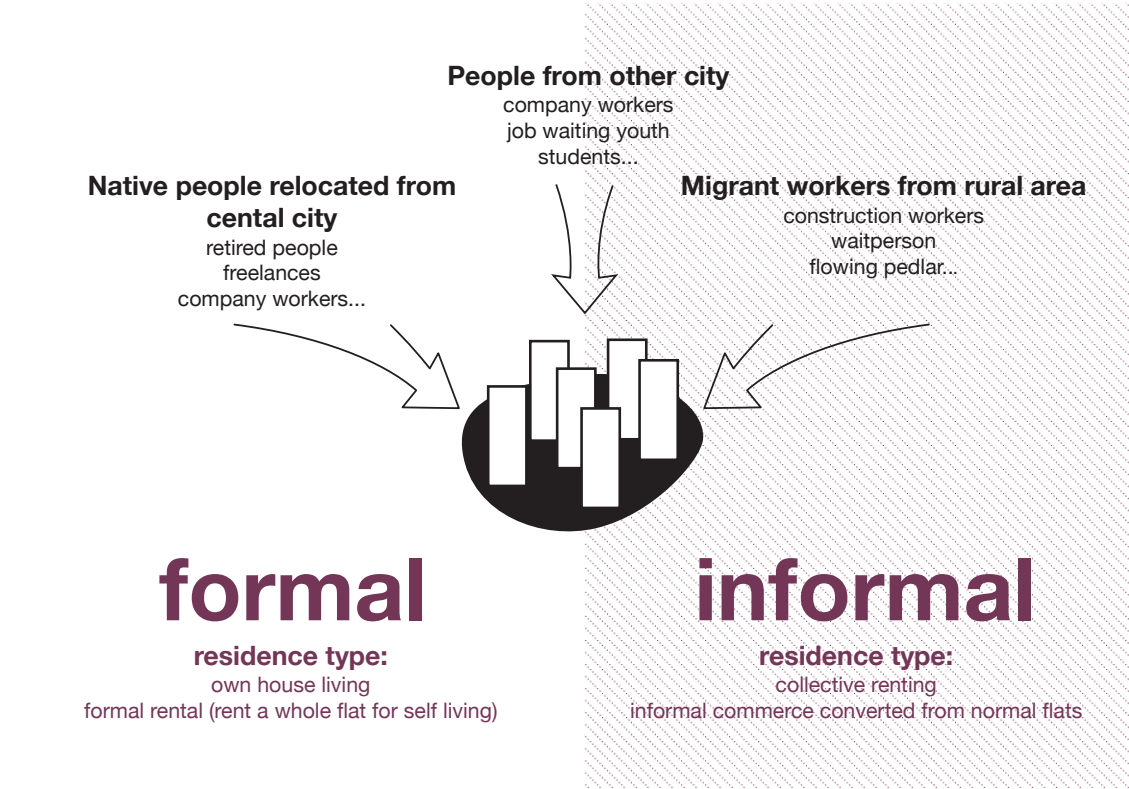 People from other city
company workers
job waiting youth
students...
Native people relocated from
cental city
retired people
freelances
company workers...
Migrant workers from rural area
construction workers
waitperson
flowing pedlar...
formal
residence type:
own house living
formal rental (rent a whole flat for self living)
informal
residence type:
collective renting
informal commerce converted from normal flats